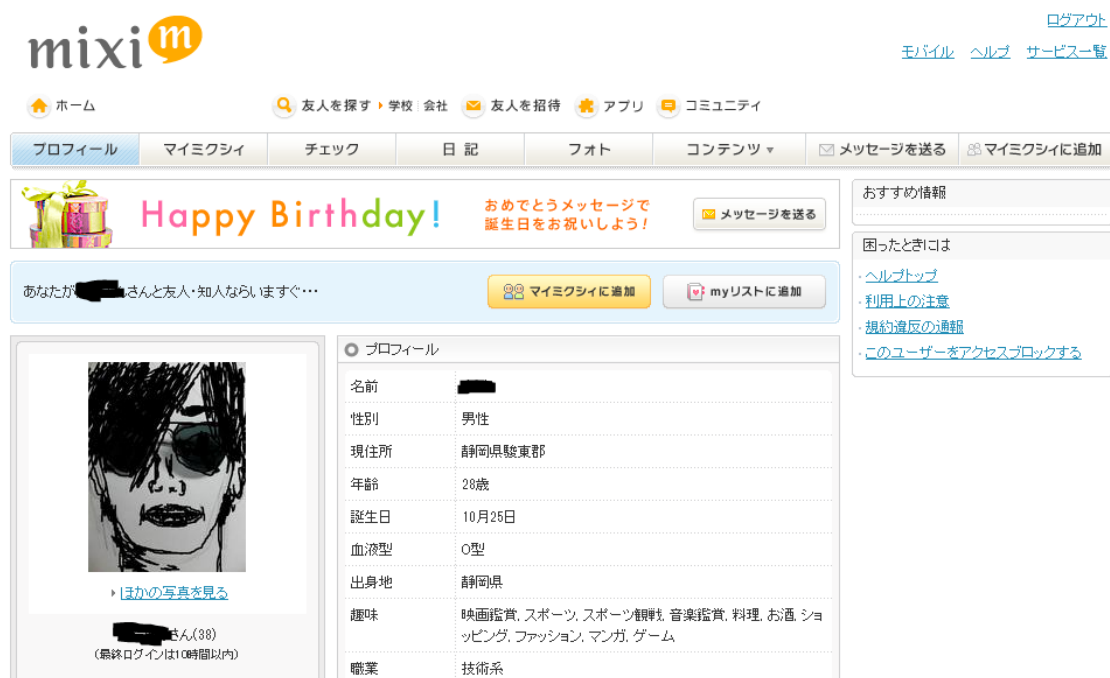 mixi m
ログアウト
モバイル ヘルプ サービス一覧
ホーム 友人を探す 学校 会社 友人を招待 アプリ コミュニティ
プロフィール マイミクシィ チェック 日記 フォト コンテンツ▼ メッセージを送る マイミクシィに追加
Happy Birthday!
おめでとうメッセージで
誕生日をお祝いしよう!
メッセージを送る
おすすめ情報
困ったときには
・ヘルプトップ
・利用上の注意
・規約違反の通報
・このユーザーをアクセスブロックする
あなたが さんと友人・知人ならいますぐ・・・
マイミクシィに追加 myリストに追加
ほかの写真を見る
さん(38)
(最終ログインは10時間以内)
プロフィール
名前
性別 男性
現住所 静岡県駿東郡
年齢 28歳
誕生日 10月25日
血液型 O型
出身地 静岡県
趣味 映画鑑賞, スポーツ, スポーツ観戦, 音楽鑑賞, 料理, お酒, ショ
ッピング, ファッション, マンガ, ゲーム
職業 技術系